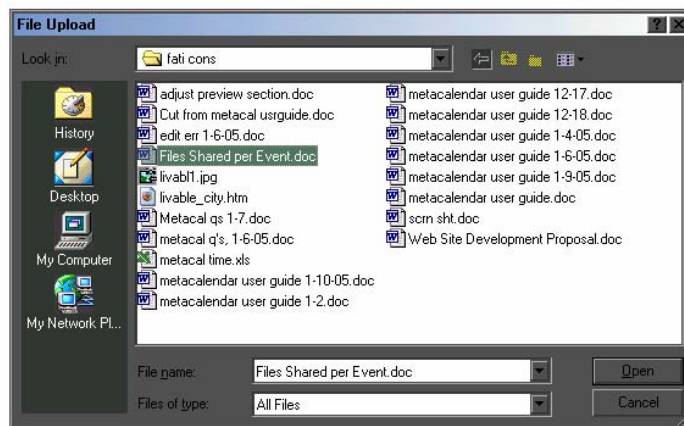 File Upload
Look in:
fati cons
History
Desktop
My Computer
My Network Pl...
adjust preview section.doc
Cut from metacal usrguide.doc
edit err 1-6-05.doc
Files Shared per Event.doc
livabl1.jpg
livable_city.htm
Metacal qs 1-7.doc
metacal q's, 1-6-05.doc
metacal time.xls
metacalendar user guide 1-10-05.doc
metacalendar user guide 1-2.doc
metacalendar user guide 12-17.doc
metacalendar user guide 12-18.doc
metacalendar user guide 1-4-05.doc
metacalendar user guide 1-6-05.doc
metacalendar user guide 1-9-05.doc
metacalendar user guide.doc
scrn sht.doc
Web Site Development Proposal.doc
File name:
Files Shared per Event.doc
Open
Files of type:
All Files
Cancel